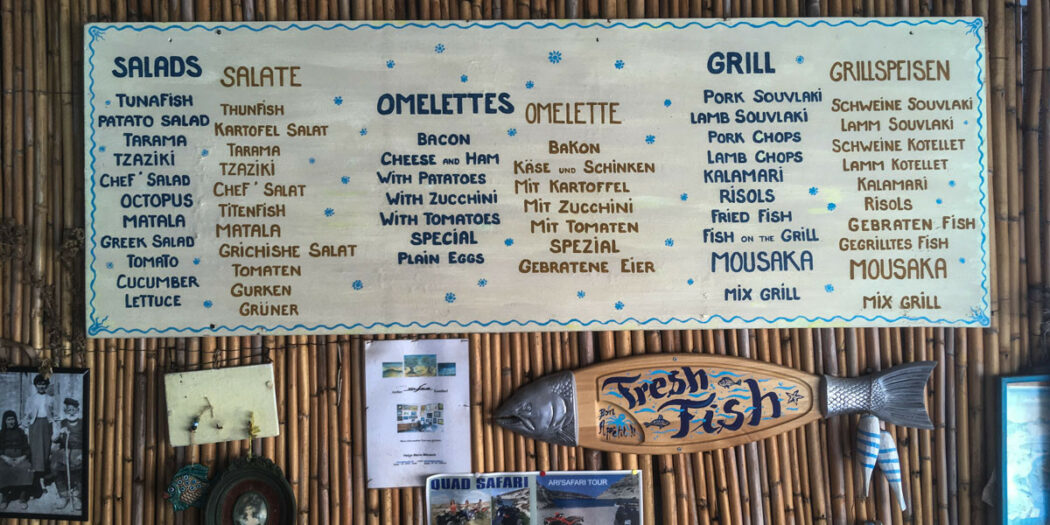 SALADS
TUNAFISH
PATATO SALAD
TARAMA
TZAZIKI
CHEF' SALAD
OCTOPUS
MATALA
GREEK SALAD
TOMATO
CUCUMBER
LETTUCE
SALATE
THUNFISH
KARTOFEL SALAT
TARAMA
TZAZIKI
CHEF' SALAT
TITENFISH
MATALA
GRICHISHE SALAT
TOMATEN
GURKEN
GRÜNER
OMELETTES
BACON
CHEESE AND HAM
WITH PATATOES
WITH ZUCCHINI
WITH TOMATOES
SPECIAL
PLAIN EGGS
OMELETTE
BAKON
KÄSE UND SCHINKEN
MIT KARTOFFEL
MIT ZUCCHINI
MIT TOMATEN
SPEZIAL
GEBRATENE EIER
GRILL
PORK SOUVLAKI
LAMB SOUVLAKI
PORK CHOPS
LAMB CHOPS
KALAMARI
RISOLS
FRIED FISH
FISH ON THE GRILL
MOUSAKA
MIX GRILL
GRILLSPEISEN
SCHWEINE SOUVLAKI
LAMM SOUVLAKI
SCHWEINE KOTELLET
LAMM KOTELLET
KALAMARI
RISOLS
GEBRATEN FISH
GEGRILLTES FISH
MOUSAKA
MIX GRILL
Fresh
Fish
Bon
Apetit!!
QUAD SAFARI
ARI'SAFARI TOUR